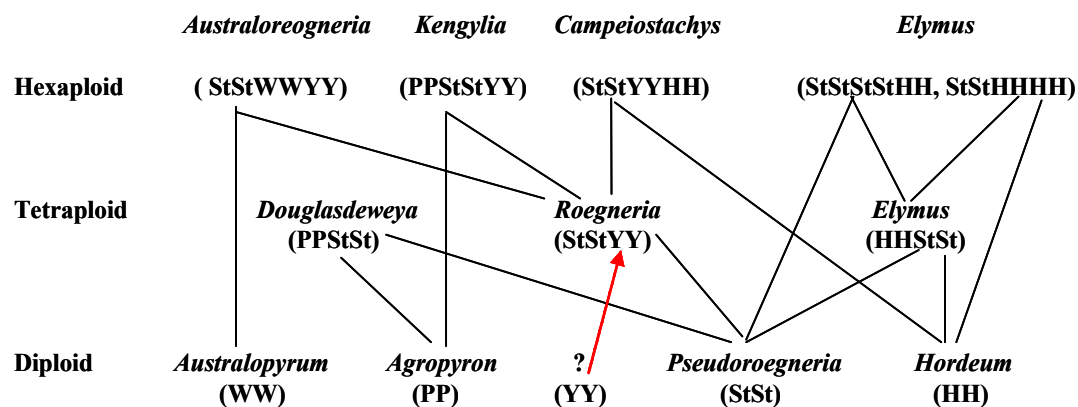 Australoreogneria Kengylia Campeiostachys Elymus
Hexaploid ( StStWWYY) (PPStStYY) (StStYYHH) (StStStStHH, StStHHHH)
Tetraploid Douglasdeweya Roegneria Elymus
(PPStSt) (StStYY) (HHStSt)
Diploid Australopyrum Agropyron ? Pseudoroegneria Hordeum
(WW) (PP) (YY) (StSt) (HH)